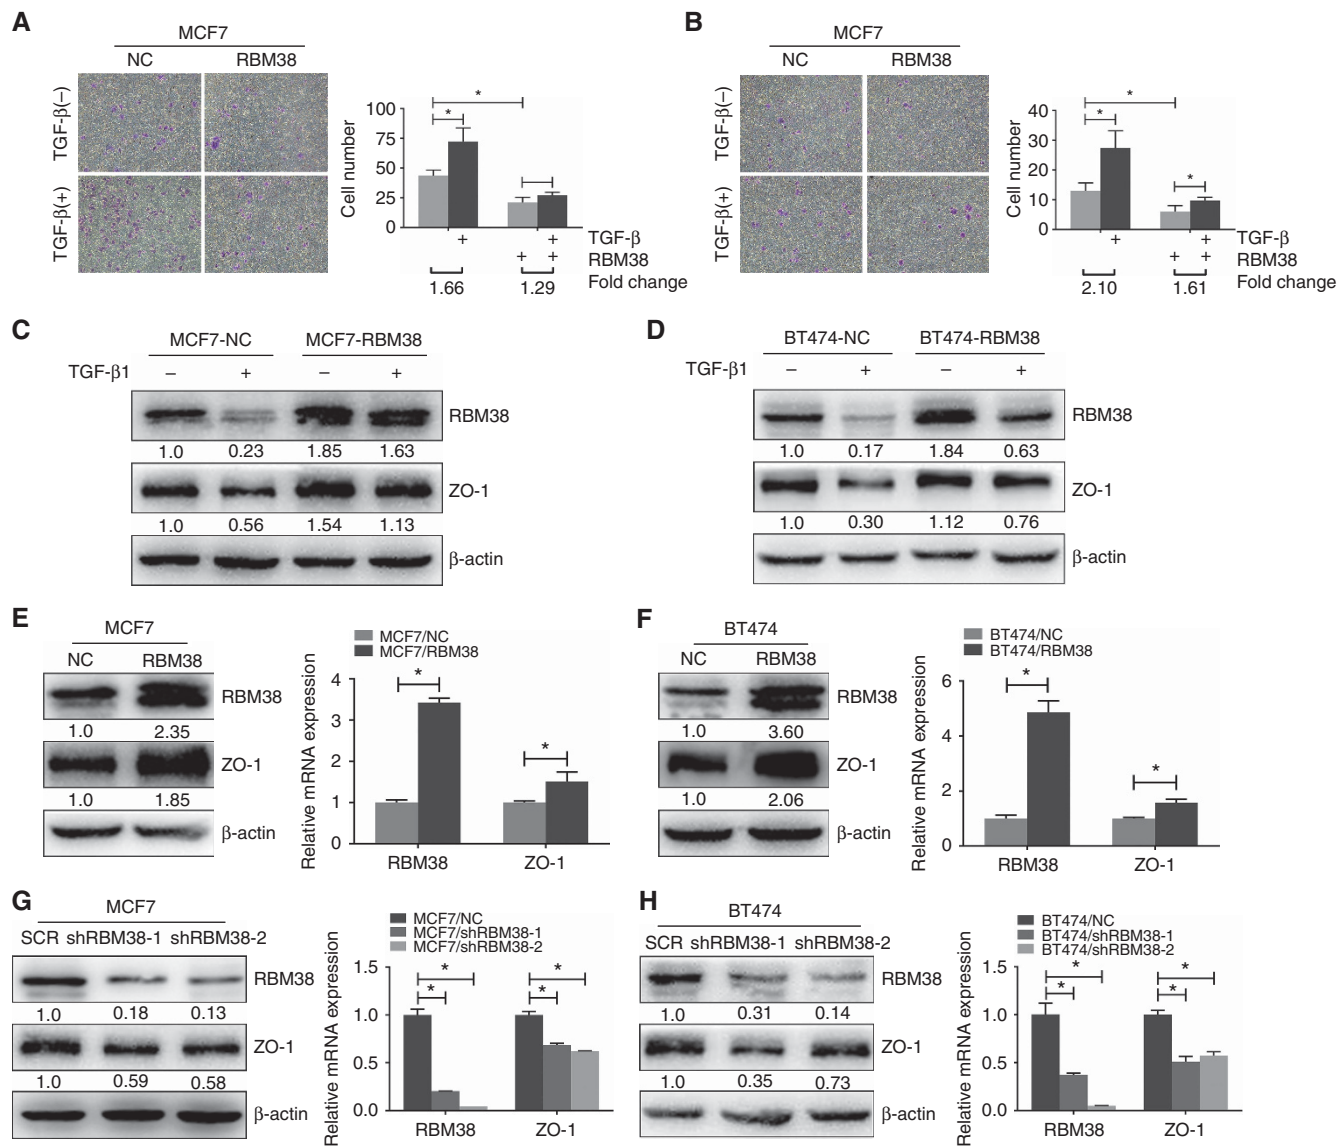 A
MCF7
NC RBM38
TGF-β(–)
TGF-β(+)
Cell number
100
75
50
25
0
*
*
+ + TGF-β
+ + RBM38
1.66 1.29 Fold change
B
MCF7
NC RBM38
TGF-β(–)
TGF-β(+)
Cell number
40
30
20
10
0
*
*
*
+ + TGF-β
+ + RBM38
2.10 1.61 Fold change
C
MCF7-NC MCF7-RBM38
TGF-β1 – + – +
RBM38
1.0 0.23 1.85 1.63
ZO-1
1.0 0.56 1.54 1.13
β-actin
D
BT474-NC BT474-RBM38
TGF-β1 – + – +
RBM38
1.0 0.17 1.84 0.63
ZO-1
1.0 0.30 1.12 0.76
β-actin
E
MCF7
NC RBM38
RBM38
1.0 2.35
ZO-1
1.0 1.85
β-actin
MCF7/NC
MCF7/RBM38
Relative mRNA expression
4
3
2
1
0
*
*
RBM38 ZO-1
F
BT474
NC RBM38
RBM38
1.0 3.60
ZO-1
1.0 2.06
β-actin
BT474/NC
BT474/RBM38
Relative mRNA expression
6
4
2
0
*
*
RBM38 ZO-1
G
MCF7
SCR shRBM38-1 shRBM38-2
RBM38
1.0 0.18 0.13
ZO-1
1.0 0.59 0.58
β-actin
MCF7/NC
MCF7/shRBM38-1
MCF7/shRBM38-2
Relative mRNA expression
1.5
1.0
0.5
0.0
* *
* *
RBM38 ZO-1
H
BT474
SCR shRBM38-1 shRBM38-2
RBM38
1.0 0.31 0.14
ZO-1
1.0 0.35 0.73
β-actin
BT474/NC
BT474/shRBM38-1
BT474/shRBM38-2
Relative mRNA expression
1.5
1.0
0.5
0.0
* *
* *
RBM38 ZO-1